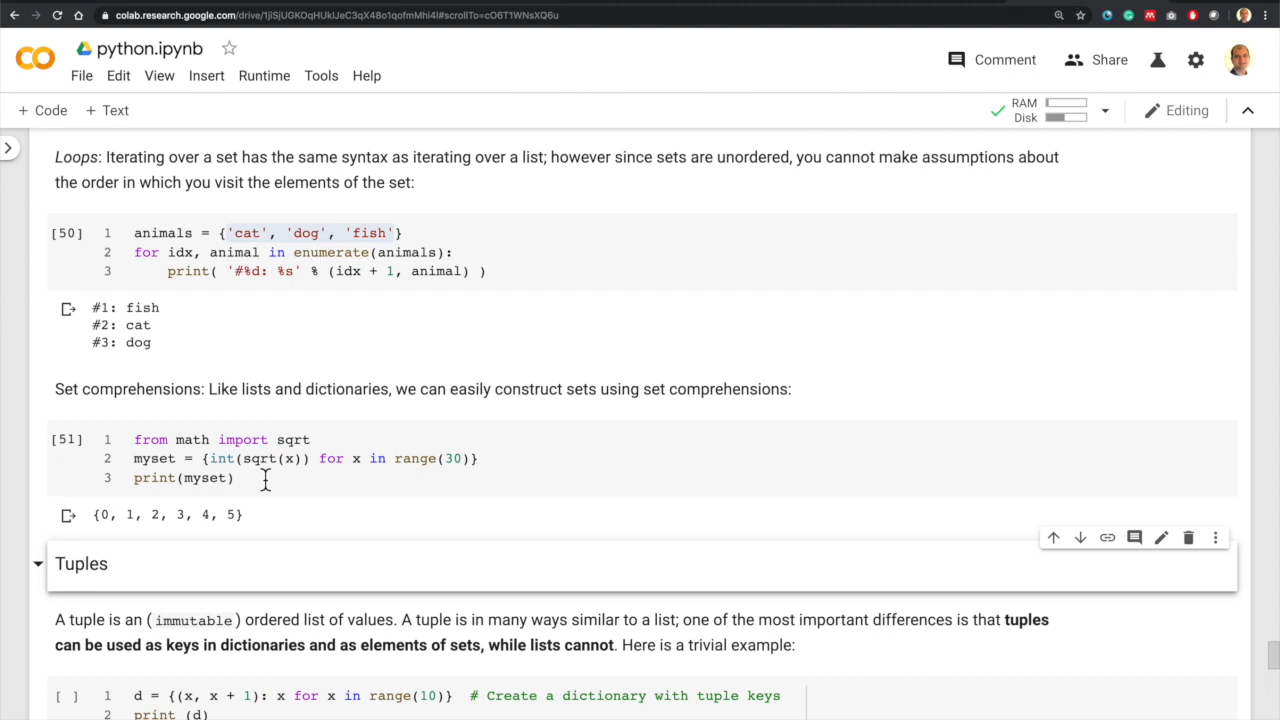 colab.research.google.com/drive/1jiSjUGKOqHUkIJeC3qX48o1qofmMhi4l#scrollTo=cO6T1WNsXQ6u
python.ipynb
File Edit View Insert Runtime Tools Help
Comment Share
+ Code + Text
RAM
Disk
Editing
Loops: Iterating over a set has the same syntax as iterating over a list; however since sets are unordered, you cannot make assumptions about
the order in which you visit the elements of the set:
[50] 1 animals = {'cat', 'dog', 'fish'}
2 for idx, animal in enumerate(animals):
3 print( '#%d: %s' % (idx + 1, animal) )
#1: fish
#2: cat
#3: dog
Set comprehensions: Like lists and dictionaries, we can easily construct sets using set comprehensions:
[51] 1 from math import sqrt
2 myset = {int(sqrt(x)) for x in range(30)}
3 print(myset)
{0, 1, 2, 3, 4, 5}
Tuples
A tuple is an (immutable) ordered list of values. A tuple is in many ways similar to a list; one of the most important differences is that tuples
can be used as keys in dictionaries and as elements of sets, while lists cannot. Here is a trivial example:
[ ] 1 d = {(x, x + 1): x for x in range(10)} # Create a dictionary with tuple keys
2 print (d)